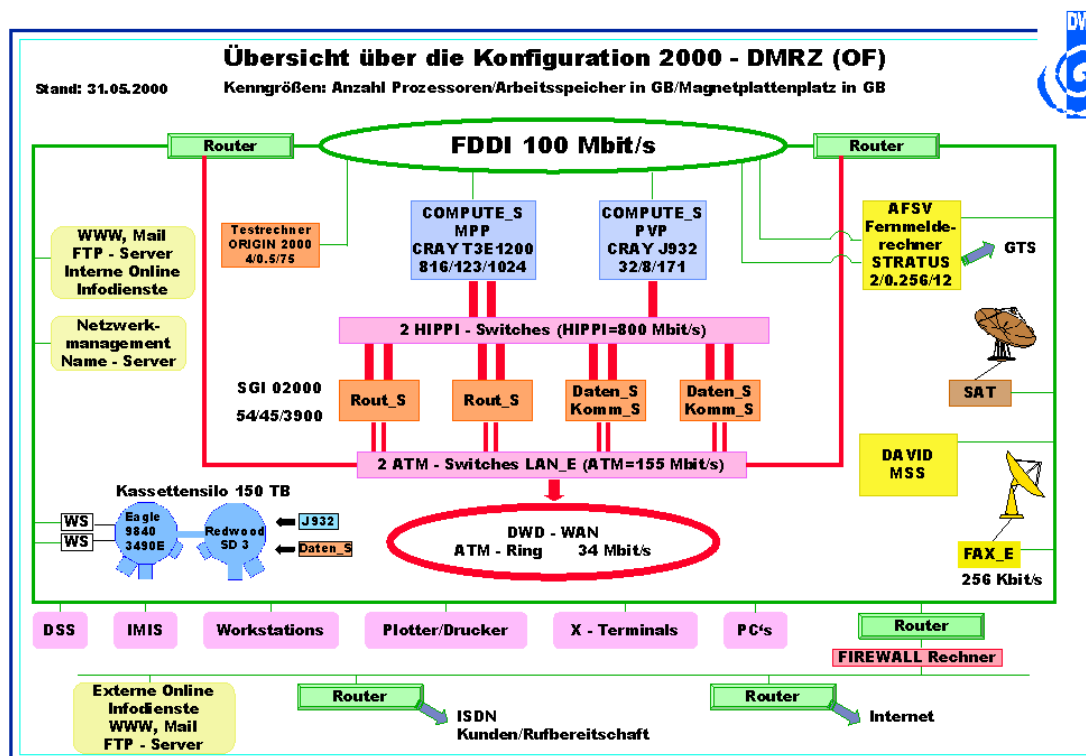 DW
Übersicht über die Konfiguration 2000 - DMRZ (OF)
Stand: 31.05.2000
Kenngrößen: Anzahl Prozessoren/Arbeitsspeicher in GB/Magnetplattenplatz in GB
Router
FDDI 100 Mbit/s
Router
WWW, Mail
FTP - Server
Interne Online
Infodienste
Testrechner
ORIGIN 2000
4/0.5/75
COMPUTE_S
MPP
CRAY T3E1200
816/123/1024
COMPUTE_S
PVP
CRAY J932
32/8/171
AFSV
Fernmelde-
rechner
STRATUS
2/0.256/12
GTS
Netzwerk-
management
Name - Server
2 HIPPI - Switches (HIPPI=800 Mbit/s)
SGI 02000
54/45/3900
Rout_S
Rout_S
Daten_S
Komm_S
Daten_S
Komm_S
SAT
2 ATM - Switches LAN_E (ATM=155 Mbit/s)
DAVID
MSS
Kassettensilo 150 TB
WS
WS
Eagle
9840
3490E
Redwood
SD 3
J932
Daten_S
DWD - WAN
ATM - Ring 34 Mbit/s
FAX_E
256 Kbit/s
DSS
IMIS
Workstations
Plotter/Drucker
X - Terminals
PC's
Router
FIREWALL Rechner
Externe Online
Infodienste
WWW, Mail
FTP - Server
Router
ISDN
Kunden/Rufbereitschaft
Router
Internet